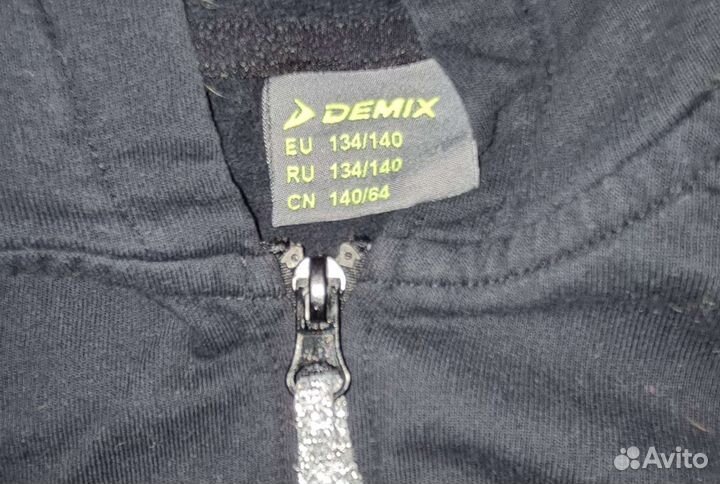 DEMIX
EU 134/140
RU 134/140
CN 140/64
Avito